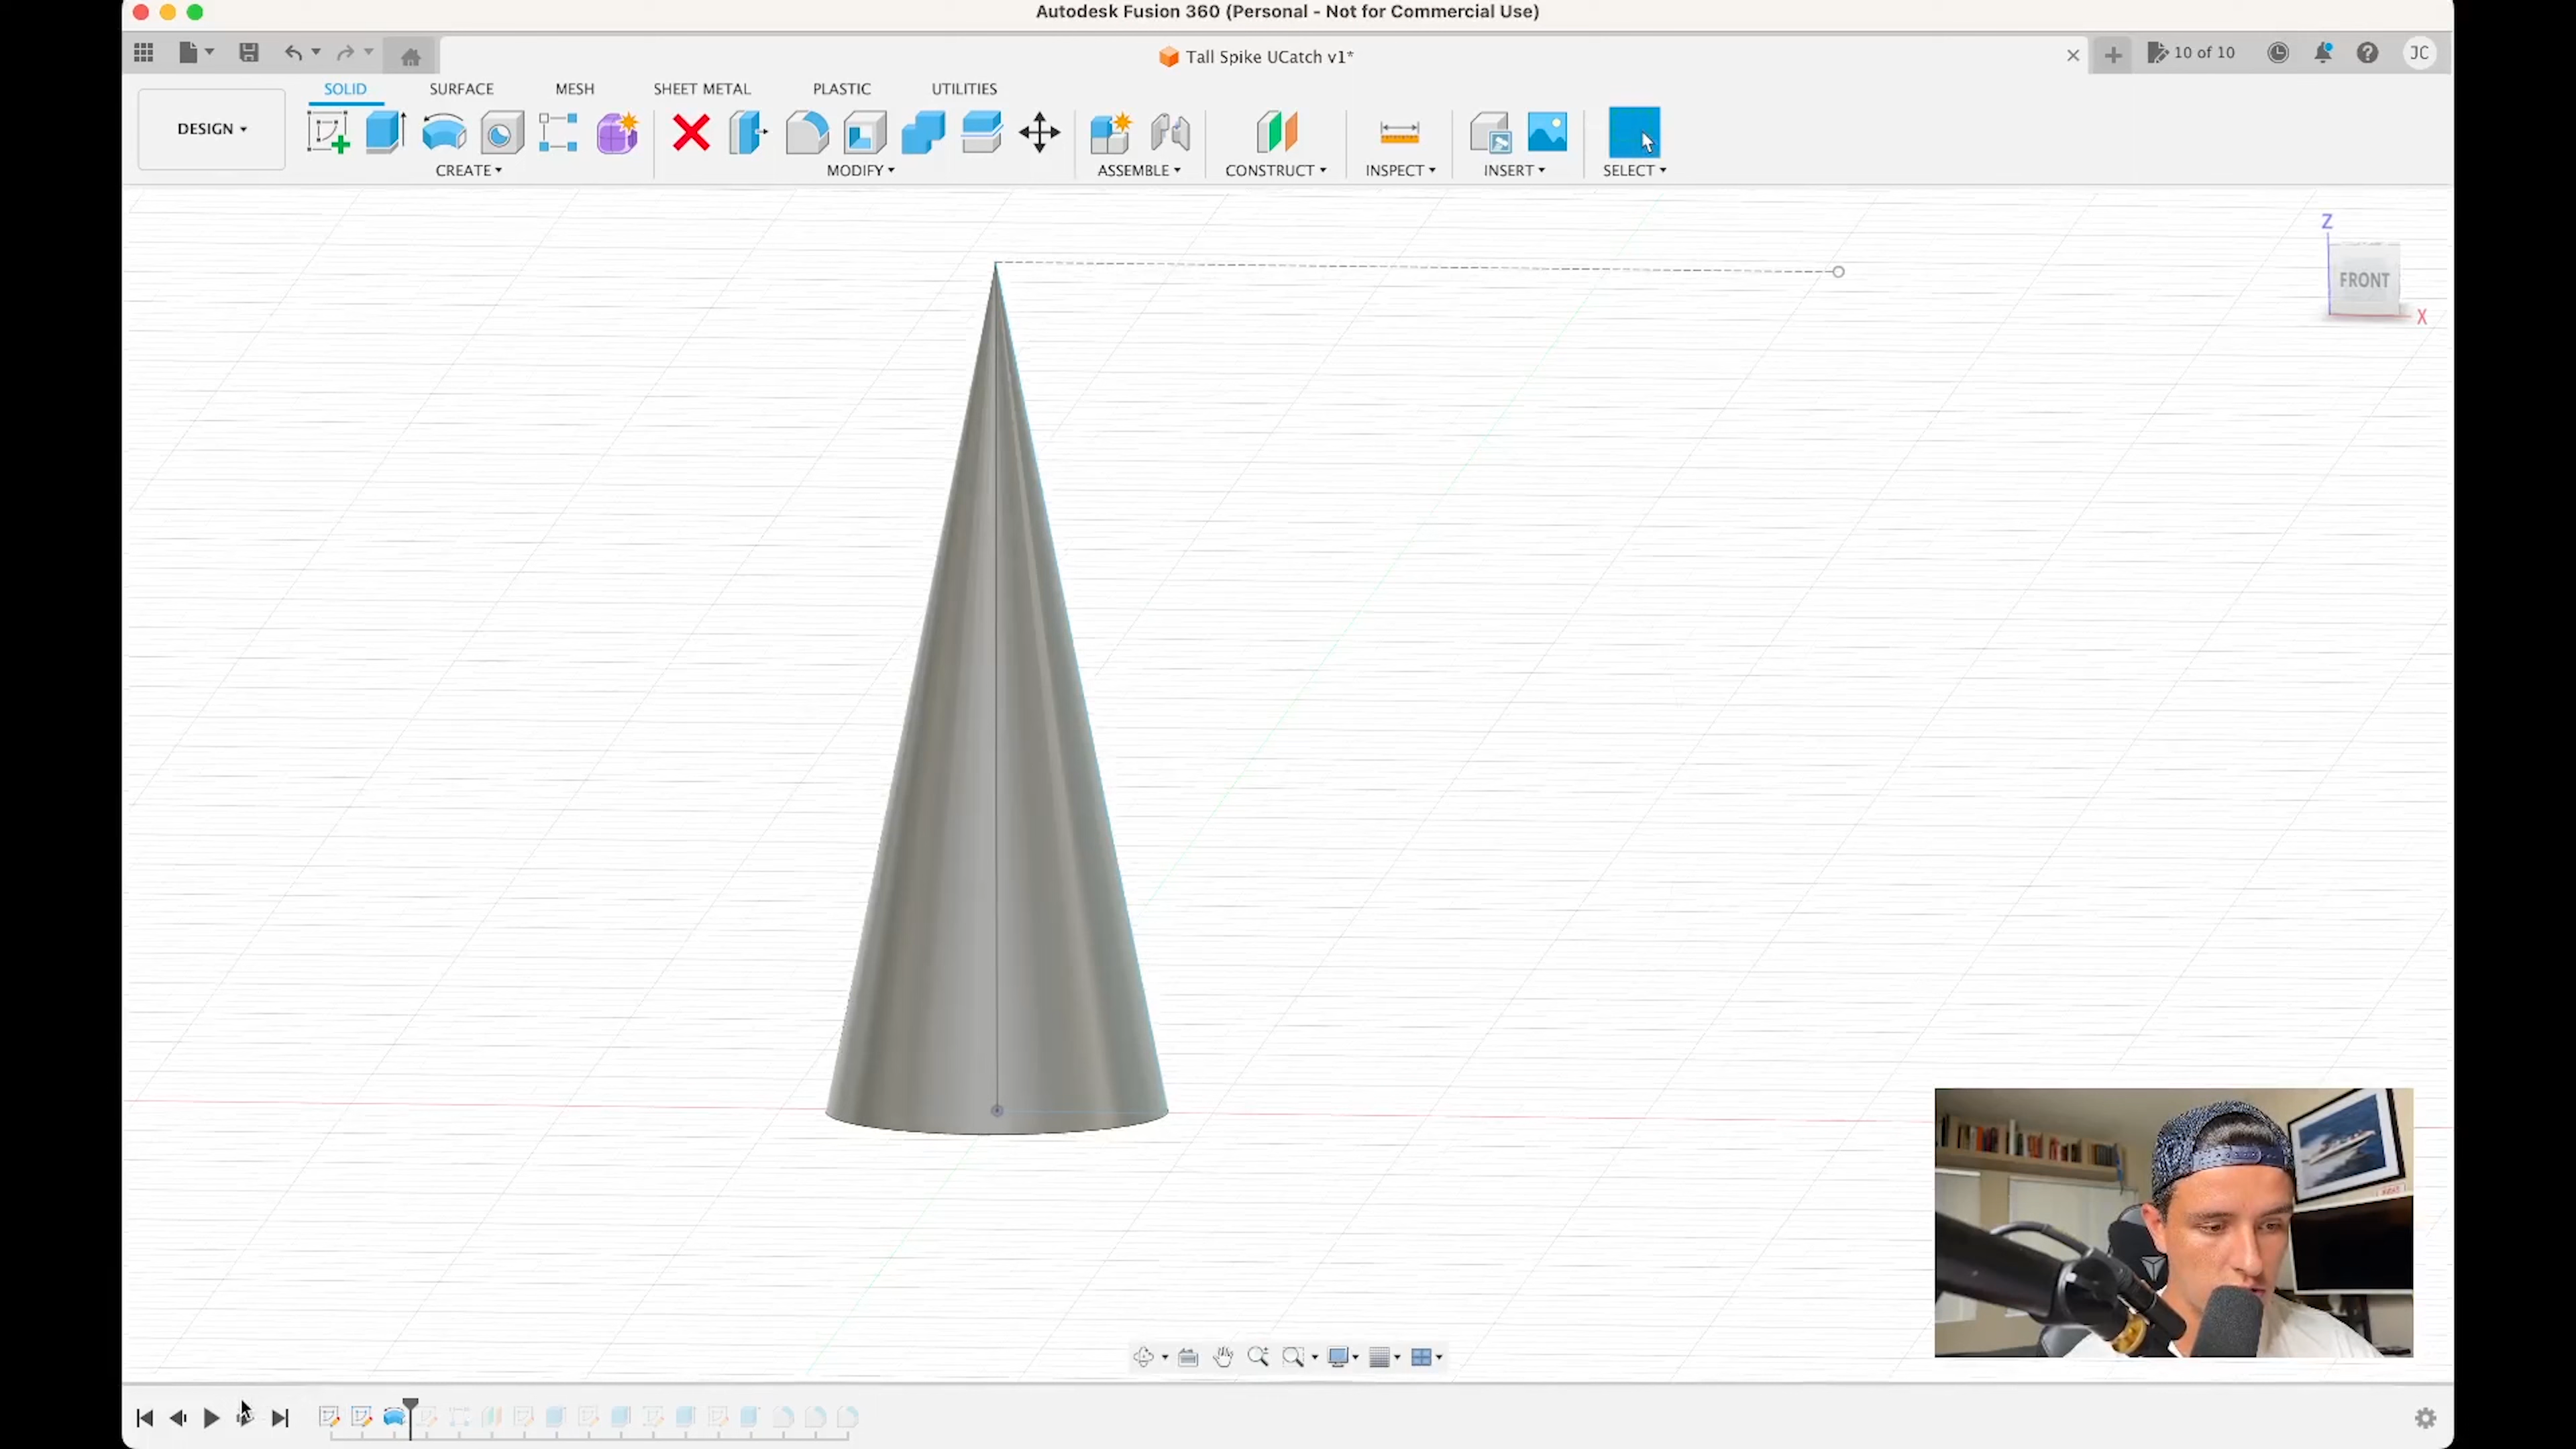 Autodesk Fusion 360 (Personal - Not for Commercial Use)
Tall Spike UCatch v1*
10 of 10
JC
SOLID
SURFACE
MESH
SHEET METAL
PLASTIC
UTILITIES
DESIGN
CREATE
MODIFY
ASSEMBLE
CONSTRUCT
INSPECT
INSERT
SELECT
Z
FRONT
X